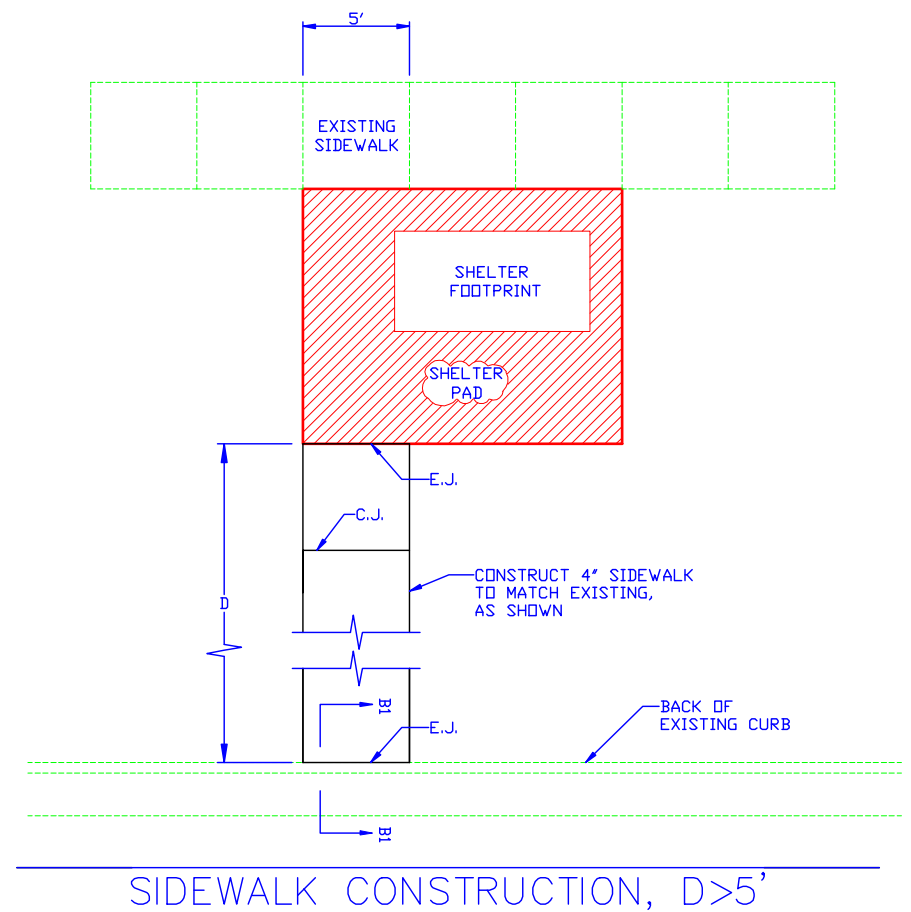 5'
EXISTING
SIDEWALK
SHELTER
FOOTPRINT
SHELTER
PAD
E.J.
C.J.
CONSTRUCT 4" SIDEWALK
TO MATCH EXISTING,
AS SHOWN
D
B1
BACK OF
EXISTING CURB
E.J.
B1
SIDEWALK CONSTRUCTION, D>5'